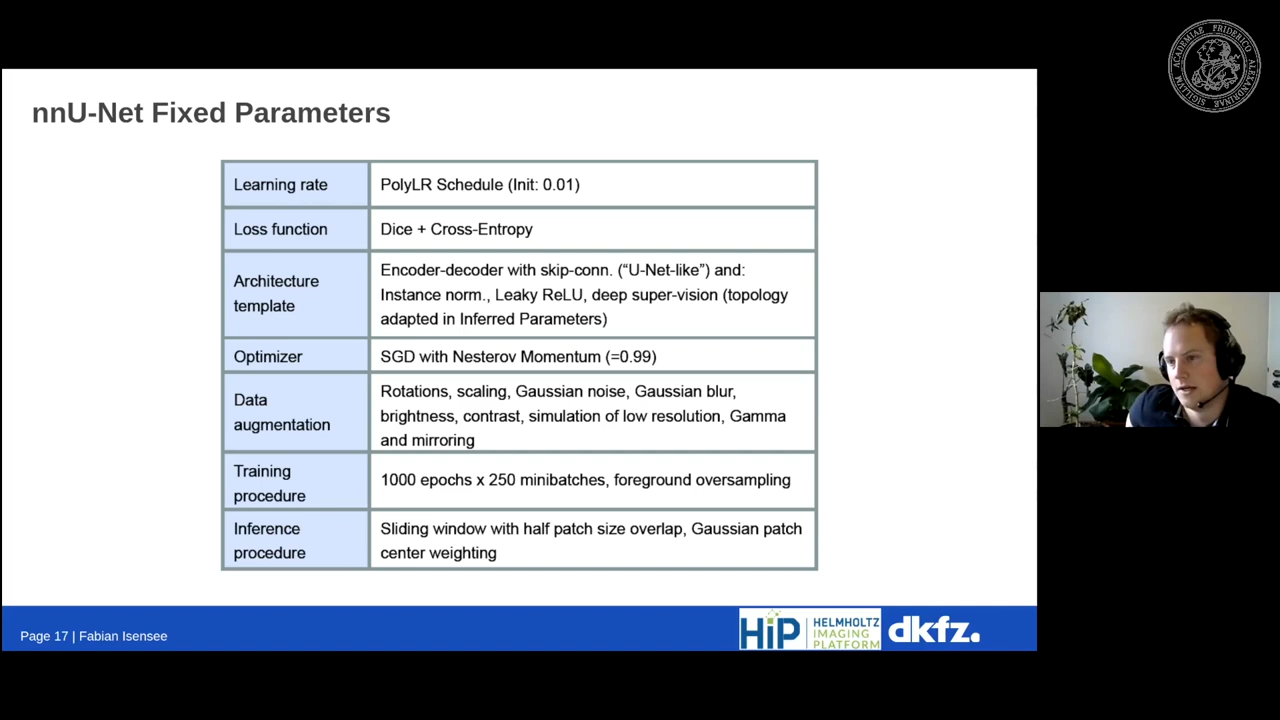 nnU-Net Fixed Parameters
Learning rate
PolyLR Schedule (Init: 0.01)
Loss function
Dice + Cross-Entropy
Architecture
template
Encoder-decoder with skip-conn. (“U-Net-like”) and:
Instance norm., Leaky ReLU, deep super-vision (topology
adapted in Inferred Parameters)
Optimizer
SGD with Nesterov Momentum (=0.99)
Data
augmentation
Rotations, scaling, Gaussian noise, Gaussian blur,
brightness, contrast, simulation of low resolution, Gamma
and mirroring
Training
procedure
1000 epochs x 250 minibatches, foreground oversampling
Inference
procedure
Sliding window with half patch size overlap, Gaussian patch
center weighting
Page 17 | Fabian Isensee
HiP
HELMHOLTZ
IMAGING
PLATFORM
dkfz.
ACADEMIAE FRIDERICO
ALEXANDRINAE SIGILLVM